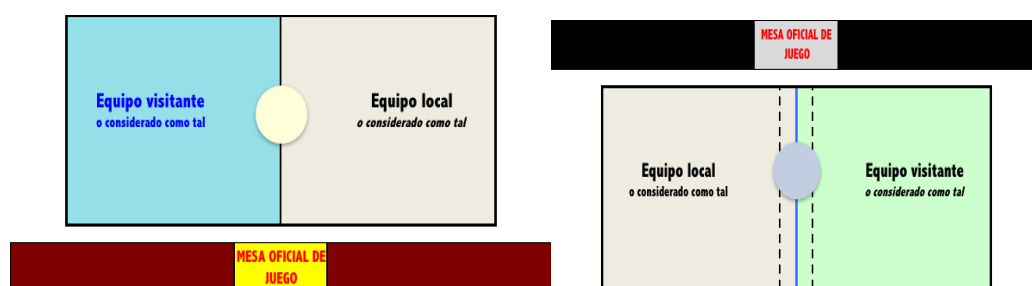 Equipo visitante
o considerado como tal
Equipo local
o considerado como tal
MESA OFICIAL DE
JUEGO
MESA OFICIAL DE
JUEGO
Equipo local
o considerado como tal
Equipo visitante
o considerado como tal